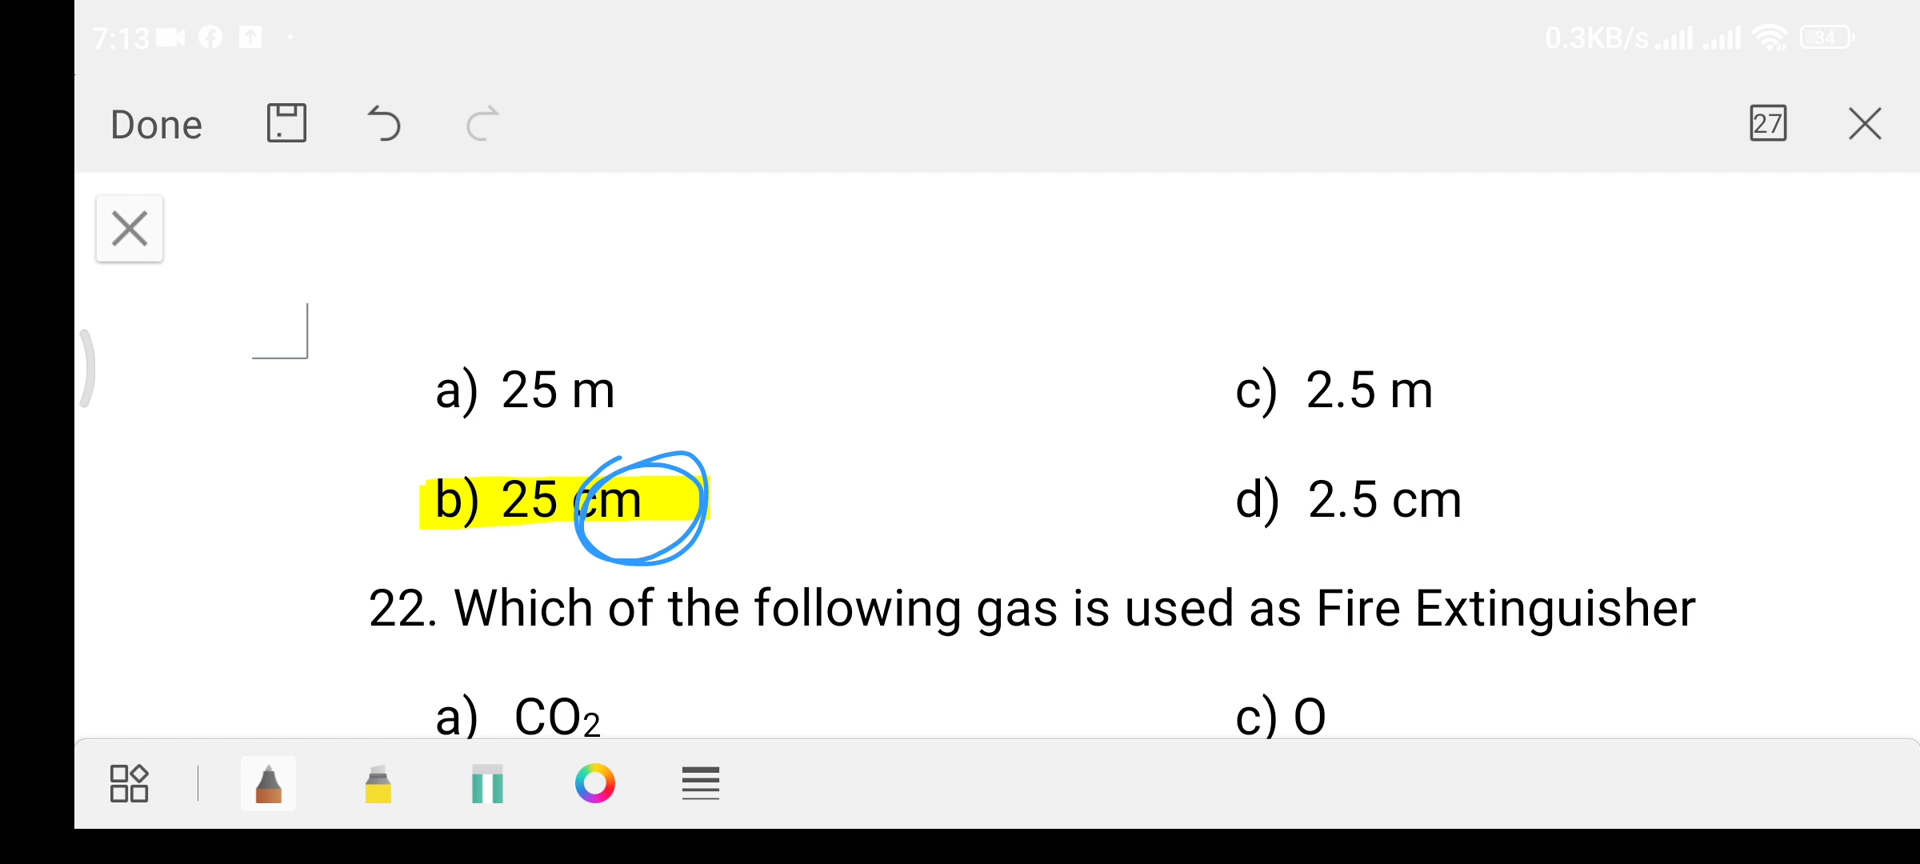 7:13
0.3KB/s
34
Done
27
a) 25 m
c) 2.5 m
b) 25 cm
d) 2.5 cm
22. Which of the following gas is used as Fire Extinguisher
a) CO₂
c) O